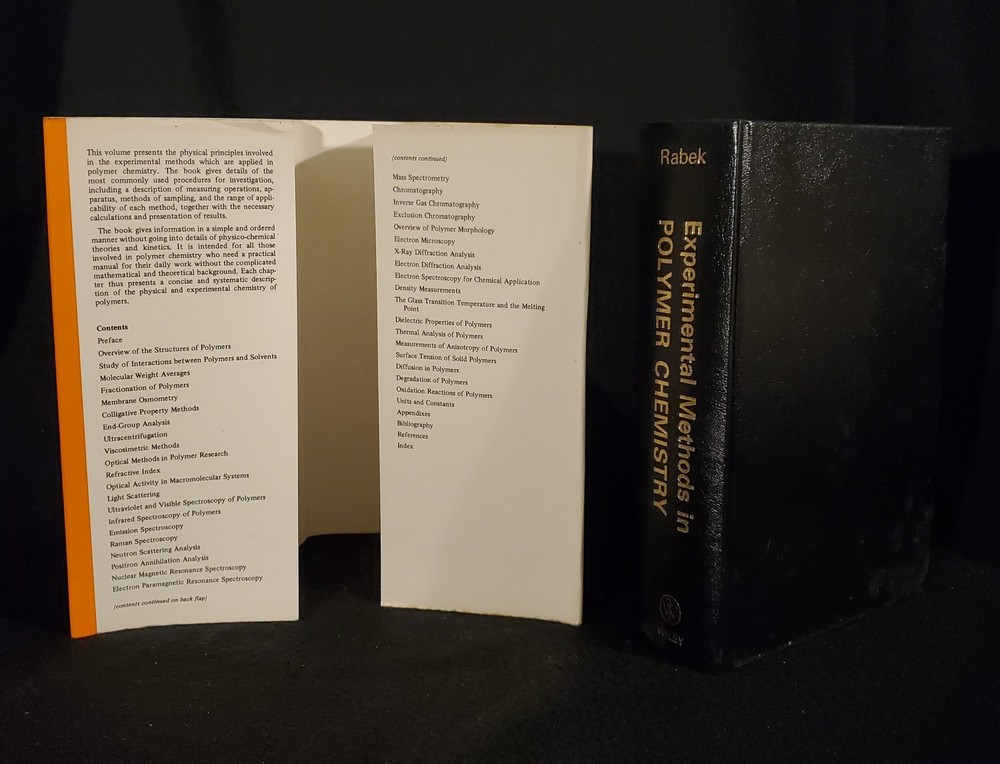 This volume presents the physical principles involved
in the experimental methods which are applied in
polymer chemistry. The book gives details of the
most commonly used procedures for investigation,
including a description of measuring operations, ap-
paratus, methods of sampling, and the range of appli-
cability of each method, together with the necessary
calculations and presentation of results.
The book gives information in a simple and ordered
manner without going into details of physico-chemical
theories and kinetics. It is intended for all those
involved in polymer chemistry who need a practical
manual for their daily work without the complicated
mathematical and theoretical background. Each chap-
ter thus presents a concise and systematic descrip-
tion of the physical and experimental chemistry of
polymers.
Contents
Preface
Overview of the Structures of Polymers
Study of Interactions between Polymers and Solvents
Molecular Weight Averages
Fractionation of Polymers
Membrane Osmometry
Colligative Property Methods
End-Group Analysis
Ultracentrifugation
Viscosimetric Methods
Optical Methods in Polymer Research
Refractive Index
Optical Activity in Macromolecular Systems
Light Scattering
Ultraviolet and Visible Spectroscopy of Polymers
Infrared Spectroscopy of Polymers
Emission Spectroscopy
Raman Spectroscopy
Neutron Scattering Analysis
Positron Annihilation Analysis
Nuclear Magnetic Resonance Spectroscopy
Electron Paramagnetic Resonance Spectroscopy
(contents continued on back flap)
(contents continued)
Mass Spectrometry
Chromatography
Inverse Gas Chromatography
Exclusion Chromatography
Overview of Polymer Morphology
Electron Microscopy
X-Ray Diffraction Analysis
Electron Diffraction Analysis
Electron Spectroscopy for Chemical Application
Density Measurements
The Glass Transition Temperature and the Melting
Point
Dielectric Properties of Polymers
Thermal Analysis of Polymers
Measurements of Anisotropy of Polymers
Surface Tension of Solid Polymers
Diffusion in Polymers
Degradation of Polymers
Oxidation Reactions of Polymers
Units and Constants
Appendixes
Bibliography
References
Index
Rabek
Experimental Methods in
POLYMER CHEMISTRY
WILEY